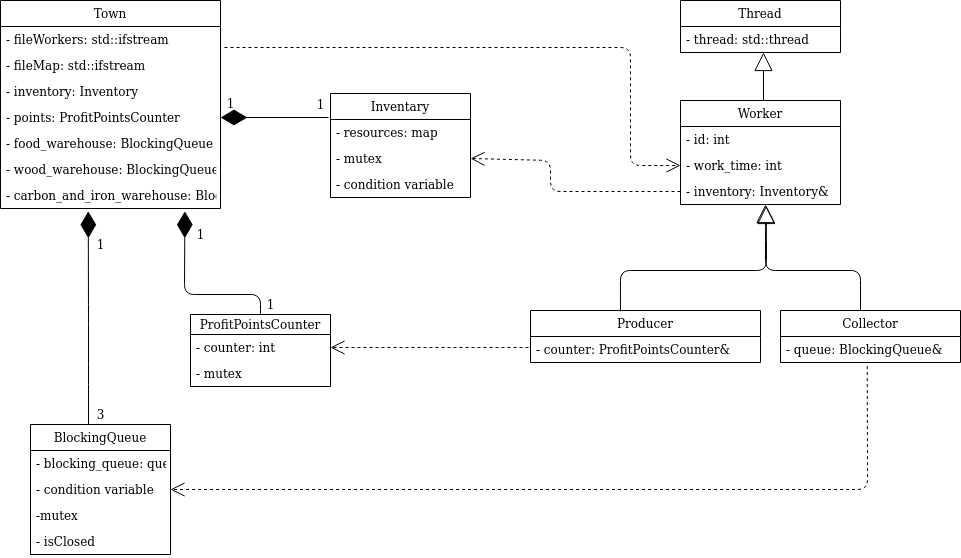 Town
- fileWorkers: std::ifstream
- fileMap: std::ifstream
- inventory: Inventory
- points: ProfitPointsCounter
- food_warehouse: BlockingQueue
- wood_warehouse: BlockingQueue
- carbon_and_iron_warehouse: Blo
Thread
- thread: std::thread
1
1
Inventary
- resources: map
- mutex
- condition variable
Worker
- id: int
- work_time: int
- inventory: Inventory&
1
1
1
ProfitPointsCounter
- counter: int
- mutex
Producer
- counter: ProfitPointsCounter&
Collector
- queue: BlockingQueue&
3
BlockingQueue
- blocking_queue: que
- condition variable
-mutex
- isClosed